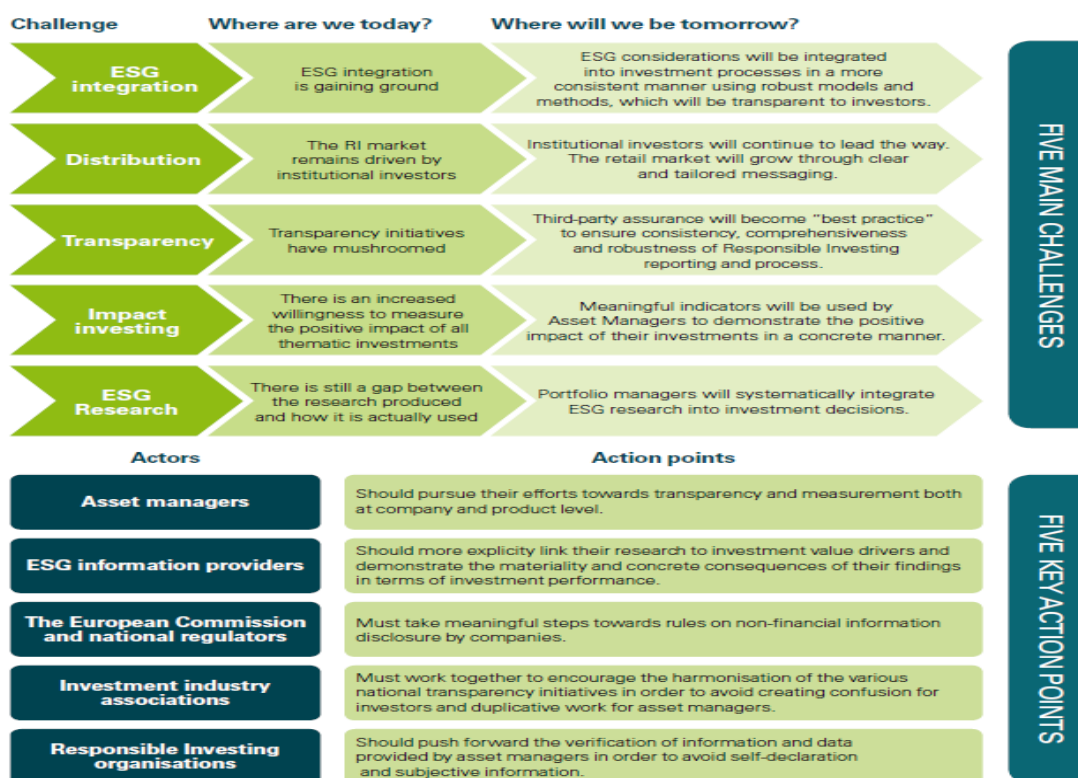 Challenge
Where are we today?
Where will we be tomorrow?
ESG
integration
ESG integration
is gaining ground
ESG considerations will be integrated
into investment processes in a more
consistent manner using robust models and
methods, which will be transparent to investors.
Distribution
The RI market
remains driven by
institutional investors
Institutional investors will continue to lead the way.
The retail market will grow through clear
and tailored messaging.
Transparency
Transparency initiatives
have mushroomed
Third-party assurance will become “best practice”
to ensure consistency, comprehensiveness
and robustness of Responsible Investing
reporting and process.
Impact
investing
There is an increased
willingness to measure
the positive impact of all
thematic investments
Meaningful indicators will be used by
Asset Managers to demonstrate the positive
impact of their investments in a concrete manner.
ESG
Research
There is still a gap between
the research produced
and how it is actually used
Portfolio managers will systematically integrate
ESG research into investment decisions.
FIVE MAIN CHALLENGES
Actors
Action points
Asset managers
Should pursue their efforts towards transparency and measurement both
at company and product level.
ESG information providers
Should more explicity link their research to investment value drivers and
demonstrate the materiality and concrete consequences of their findings
in terms of investment performance.
The European Commission
and national regulators
Must take meaningful steps towards rules on non-financial information
disclosure by companies.
Investment industry
associations
Must work together to encourage the harmonisation of the various
national transparency initiatives in order to avoid creating confusion for
investors and duplicative work for asset managers.
Responsible Investing
organisations
Should push forward the verification of information and data
provided by asset managers in order to avoid self-declaration
and subjective information.
FIVE KEY ACTION POINTS